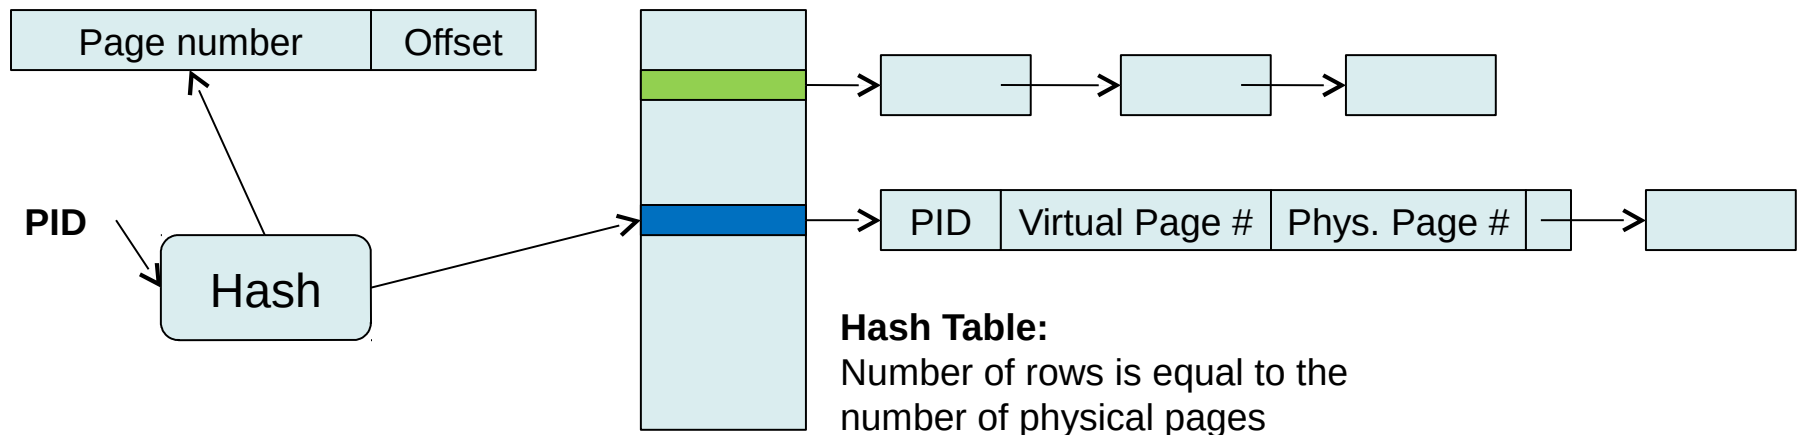 Page number Offset
PID
Hash
PID Virtual Page # Phys. Page #
Hash Table:
Number of rows is equal to the
number of physical pages